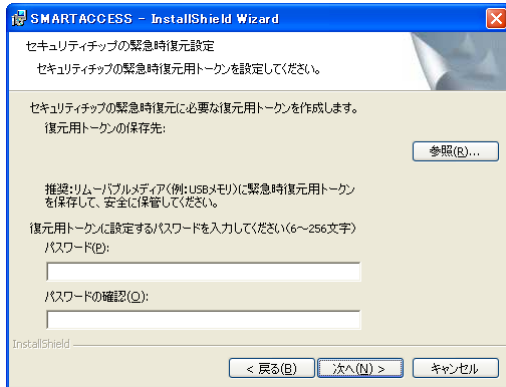 SMARTACCESS - InstallShield Wizard
セキュリティチップの緊急時復元設定
セキュリティチップの緊急時復元用トークンを設定してください。
セキュリティチップの緊急時復元に必要な復元用トークンを作成します。
復元用トークンの保存先:
参照(R)...
推奨:リムーバブルメディア(例:USBメモリ)に緊急時復元用トークン
を保存して、安全に保管してください。
復元用トークンに設定するパスワードを入力してください(6～256文字)
パスワード(P):
パスワードの確認(O):
InstallShield
< 戻る(B)
次へ(N) >
キャンセル